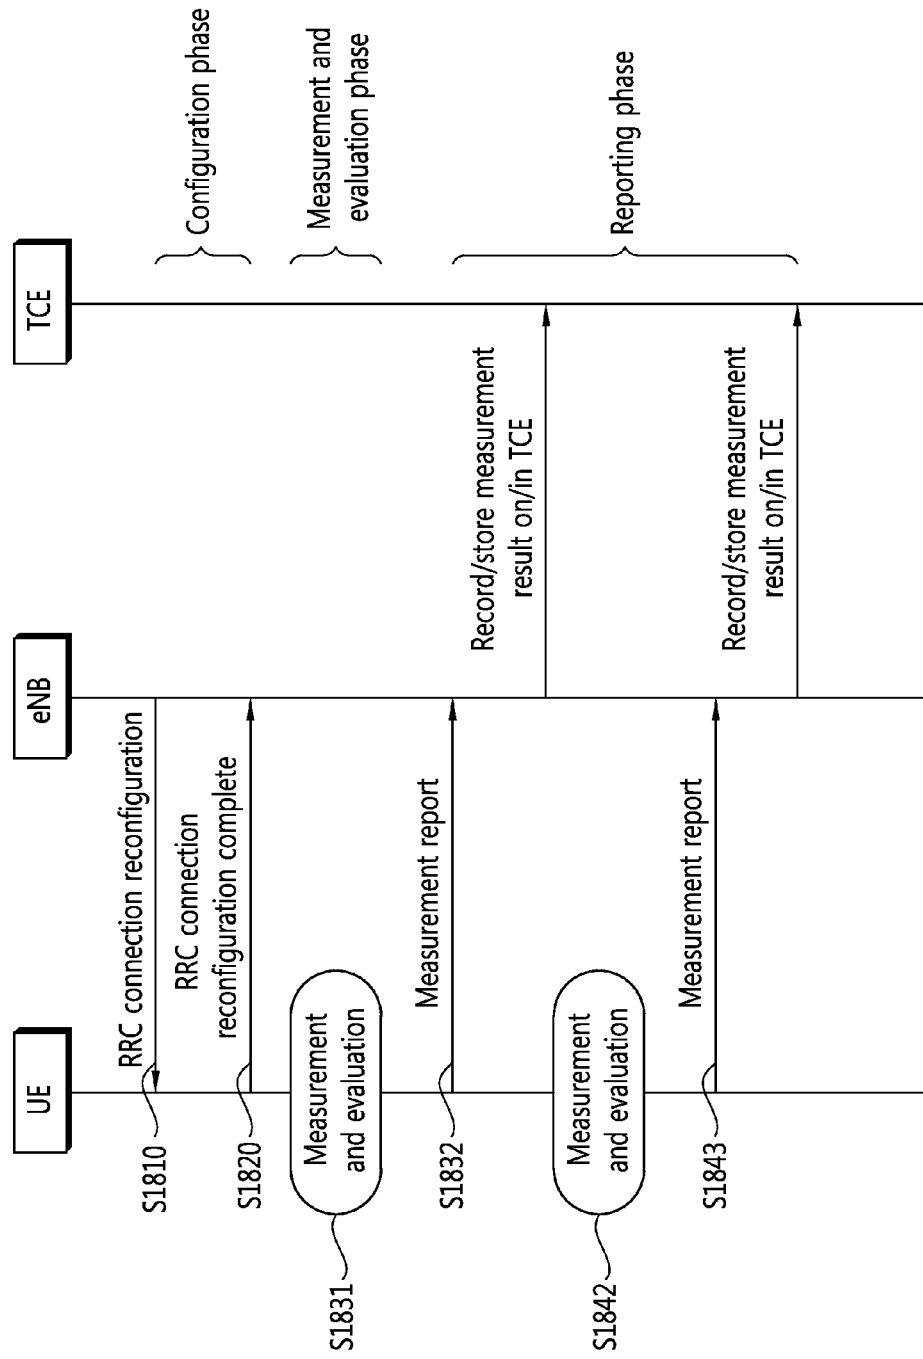 UE
eNB
TCE
S1810
RRC connection reconfiguration
Configuration phase
S1820
RRC connection
reconfiguration complete
S1831
Measurement
and evaluation
Measurement and
evaluation phase
S1832
Measurement report
Record/store measurement
result on/in TCE
Reporting phase
S1842
Measurement
and evaluation
S1843
Measurement report
Record/store measurement
result on/in TCE